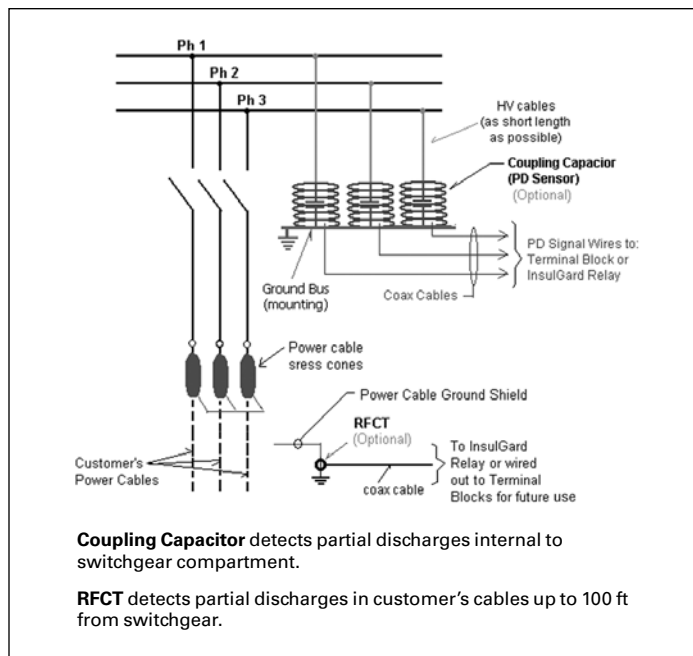 Ph 1
Ph 2
Ph 3
HV cables
(as short length
as possible)
Coupling Capacior
(PD Sensor)
(Optional)
PD Signal Wires to:
Terminal Block or
InsulGard Relay
Ground Bus
(mounting)
Coax Cables
Power cable
sress cones
Power Cable Ground Shield
RFCT
(Optional)
To InsulGard
Relay or wired
out to Terminal
Blocks for future use
Customer's
Power Cables
coax cable
Coupling Capacitor detects partial discharges internal to
switchgear compartment.
RFCT detects partial discharges in customer’s cables up to 100 ft
from switchgear.